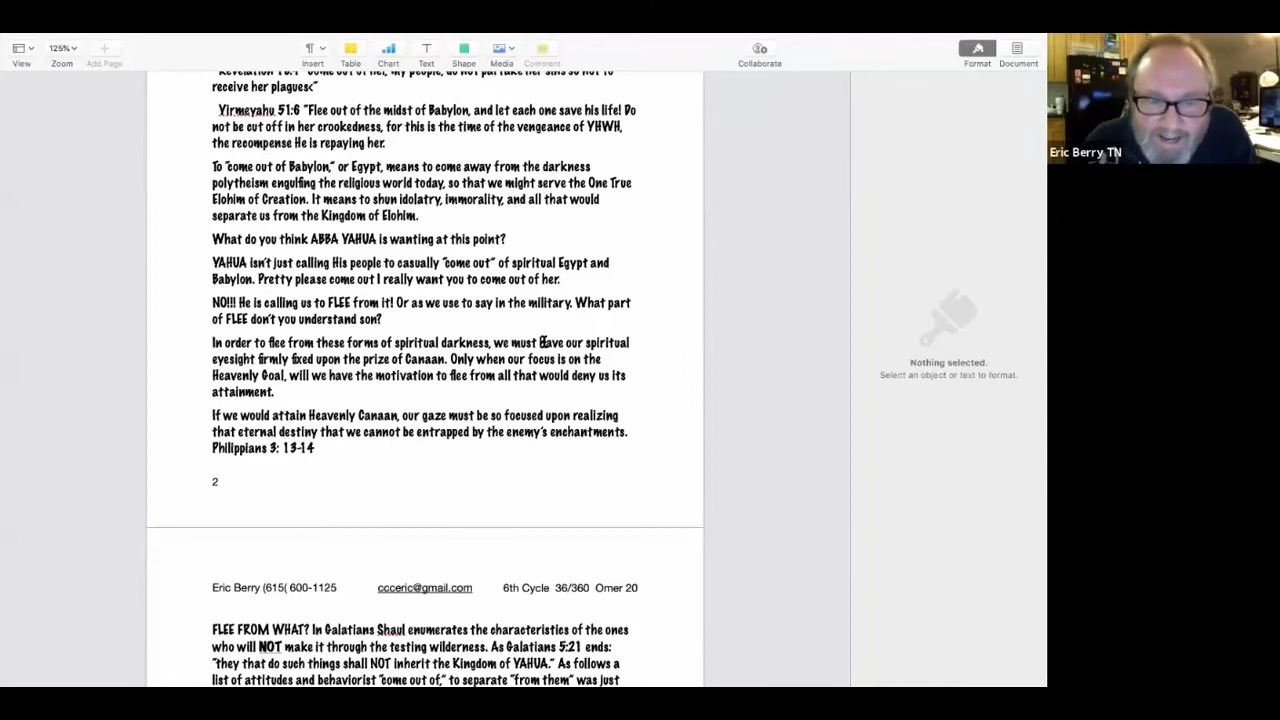 125%
View
Zoom
Add Page
Insert
Table
Chart
Text
Shape
Media
Comment
Collaborate
Format
Document
receive her plagues<"
Yirmeyahu 51:6 "Flee out of the midst of Babylon, and let each one save his life! Do
not be cut off in her crookedness, for this is the time of the vengeance of YHWH,
the recompense He is repaying her.
To "come out of Babylon," or Egypt, means to come away from the darkness
polytheism engulfing the religious world today, so that we might serve the One True
Elohim of Creation. It means to shun idolatry, immorality, and all that would
separate us from the Kingdom of Elohim.
What do you think ABBA YAHUA is wanting at this point?
YAHUA isn't just calling His people to casually "come out" of spiritual Egypt and
Babylon. Pretty please come out I really want you to come out of her.
NO!!! He is calling us to FLEE from it! Or as we use to say in the military. What part
of FLEE don't you understand son?
In order to flee from these forms of spiritual darkness, we must have our spiritual
eyesight firmly fixed upon the prize of Canaan. Only when our focus is on the
Heavenly Goal, will we have the motivation to flee from all that would deny us its
attainment.
If we would attain Heavenly Canaan, our gaze must be so focused upon realizing
that eternal destiny that we cannot be entrapped by the enemy's enchantments.
Philippians 3: 13-14
2
Eric Berry (615( 600-1125 ccceric@gmail.com 6th Cycle 36/360 Omer 20
FLEE FROM WHAT? In Galatians Shaul enumerates the characteristics of the ones
who will NOT make it through the testing wilderness. As Galatians 5:21 ends:
"they that do such things shall NOT inherit the Kingdom of YAHUA." As follows a
list of attitudes and behaviorist "come out of," to separate "from them" was just
Nothing selected.
Select an object or text to format.
Eric Berry TN